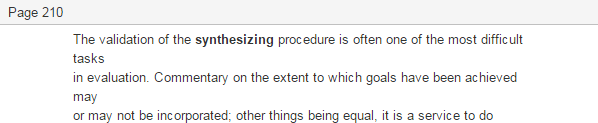 Page 210
The validation of the synthesizing procedure is often one of the most difficult
tasks
in evaluation. Commentary on the extent to which goals have been achieved
may
or may not be incorporated; other things being equal, it is a service to do